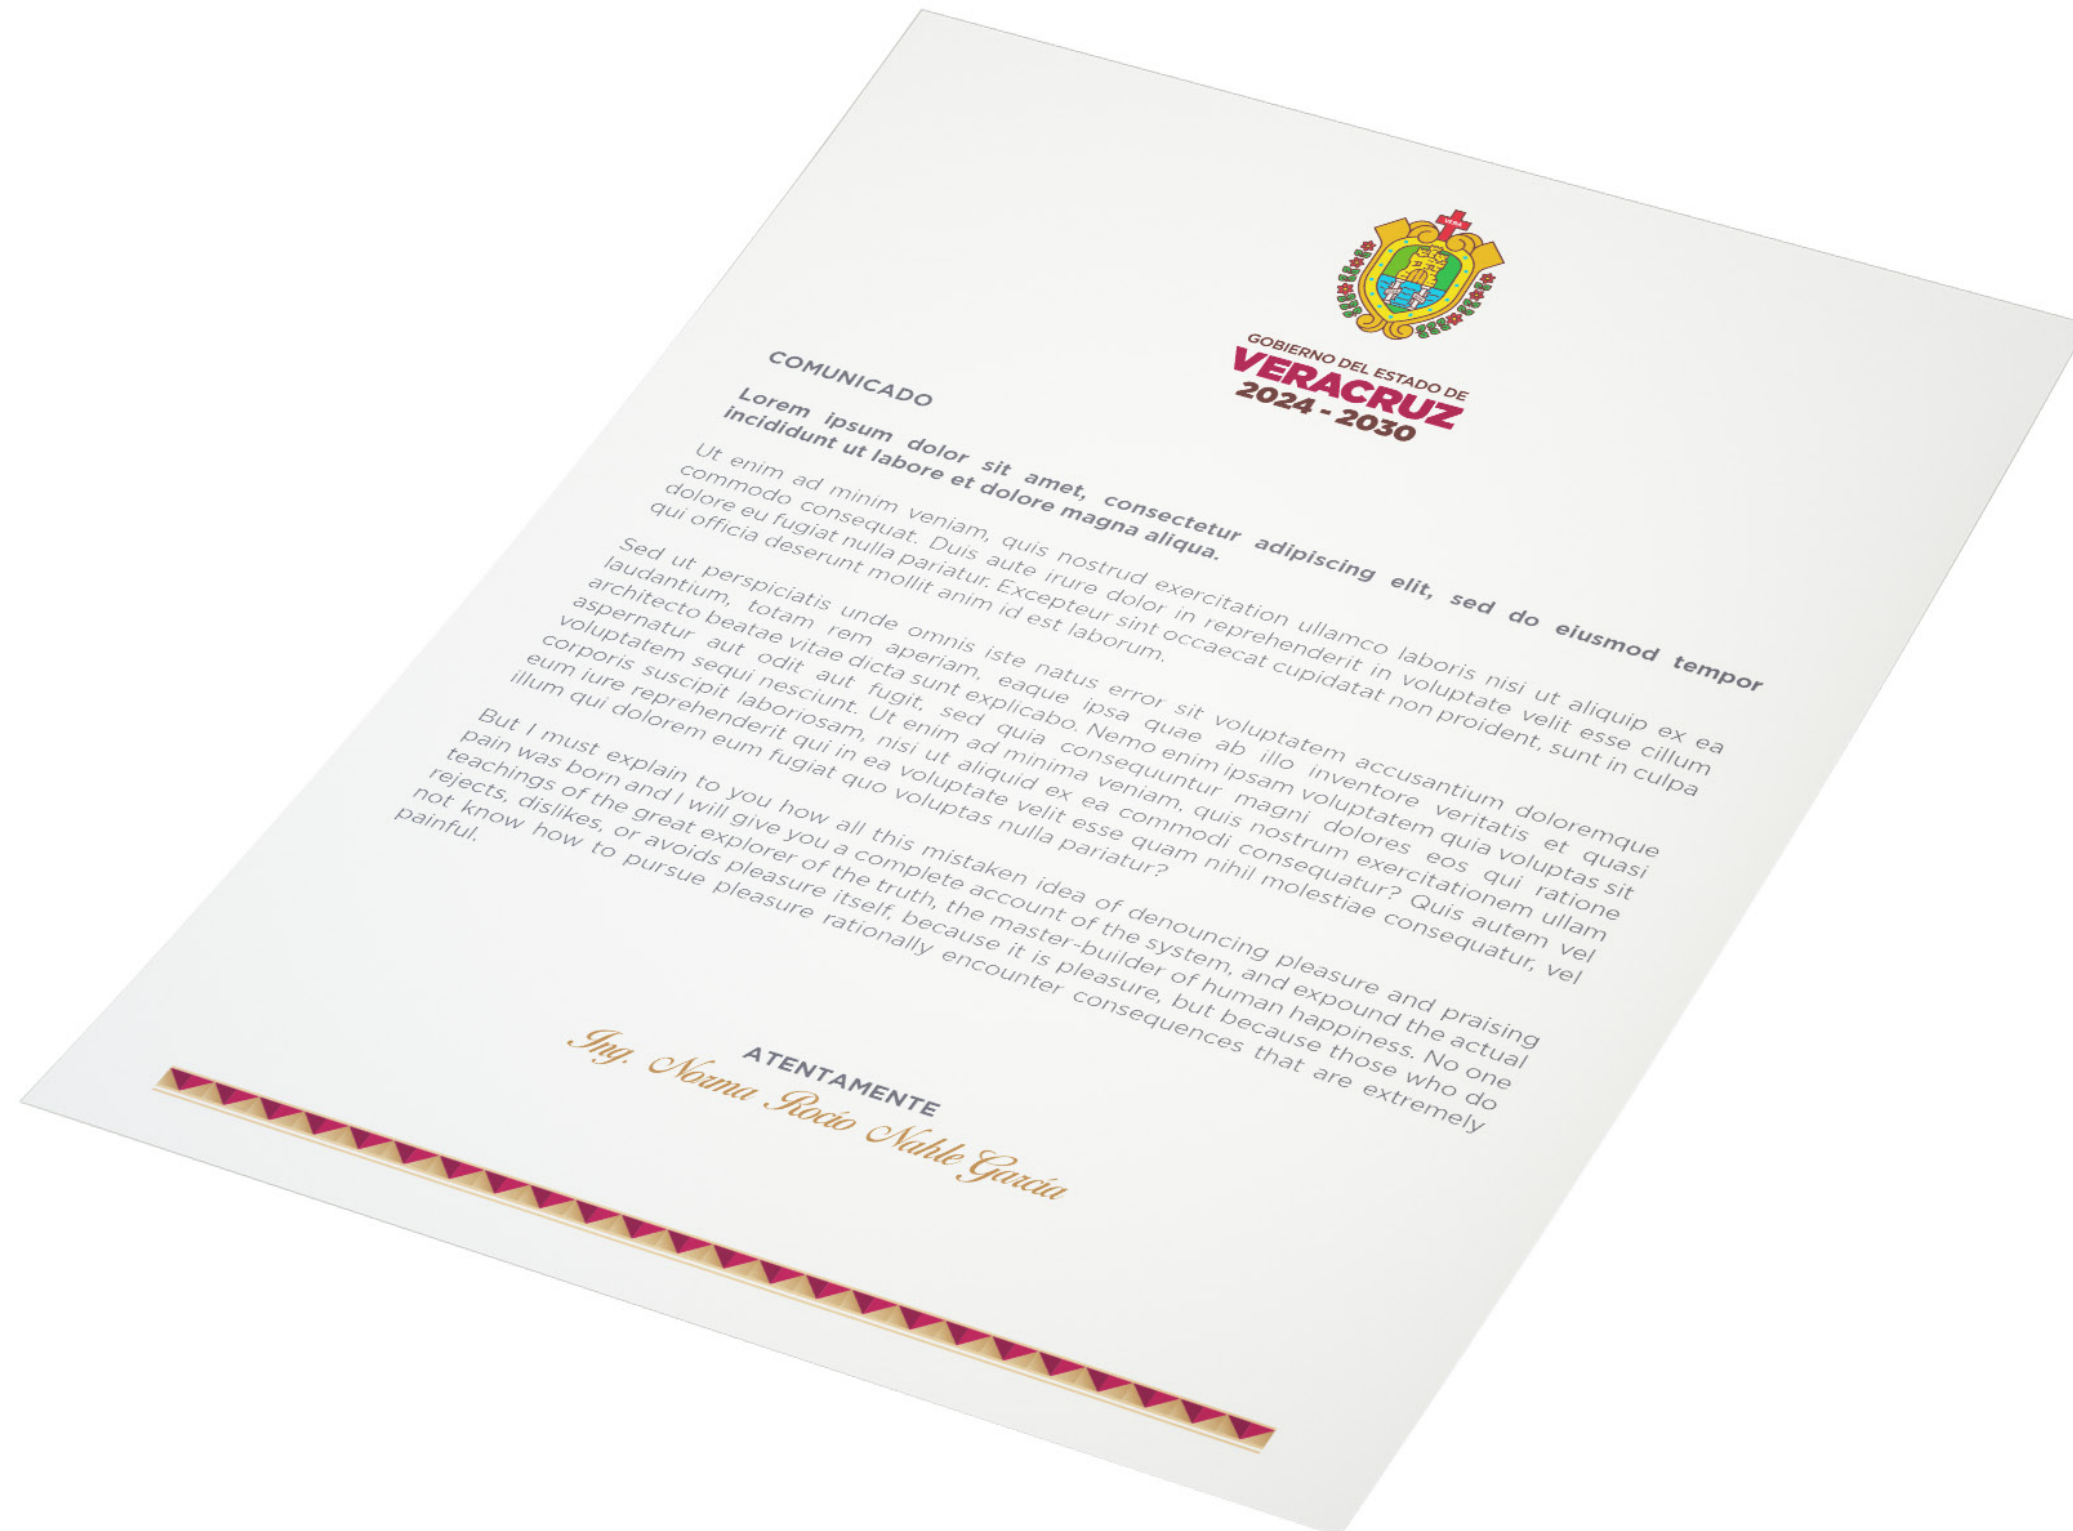 VERA
GOBIERNO DEL ESTADO DE
VERACRUZ
2024 - 2030
COMUNICADO
Lorem ipsum dolor sit amet, consectetur adipiscing elit, sed do eiusmod tempor
incididunt ut labore et dolore magna aliqua.
Ut enim ad minim veniam, quis nostrud exercitation ullamco laboris nisi ut aliquip ex ea
commodo consequat. Duis aute irure dolor in reprehenderit in voluptate velit esse cillum
dolore eu fugiat nulla pariatur. Excepteur sint occaecat cupidatat non proident, sunt in culpa
qui officia deserunt mollit anim id est laborum.
Sed ut perspiciatis unde omnis iste natus error sit voluptatem accusantium doloremque
laudantium, totam rem aperiam, eaque ipsa quae ab illo inventore veritatis et quasi
architecto beatae vitae dicta sunt explicabo. Nemo enim ipsam voluptatem quia voluptas sit
aspernatur aut odit aut fugit, sed quia consequuntur magni dolores eos qui ratione
voluptatem sequi nesciunt. Ut enim ad minima veniam, quis nostrum exercitationem ullam
corporis suscipit laboriosam, nisi ut aliquid ex ea commodi consequatur? Quis autem vel
eum iure reprehenderit qui in ea voluptate velit esse quam nihil molestiae consequatur, vel
illum qui dolorem eum fugiat quo voluptas nulla pariatur?
But I must explain to you how all this mistaken idea of denouncing pleasure and praising
pain was born and I will give you a complete account of the system, and expound the actual
teachings of the great explorer of the truth, the master-builder of human happiness. No one
rejects, dislikes, or avoids pleasure itself, because it is pleasure, but because those who do
not know how to pursue pleasure rationally encounter consequences that are extremely
painful.
ATENTAMENTE
Ing. Norma Rocío Nahle García